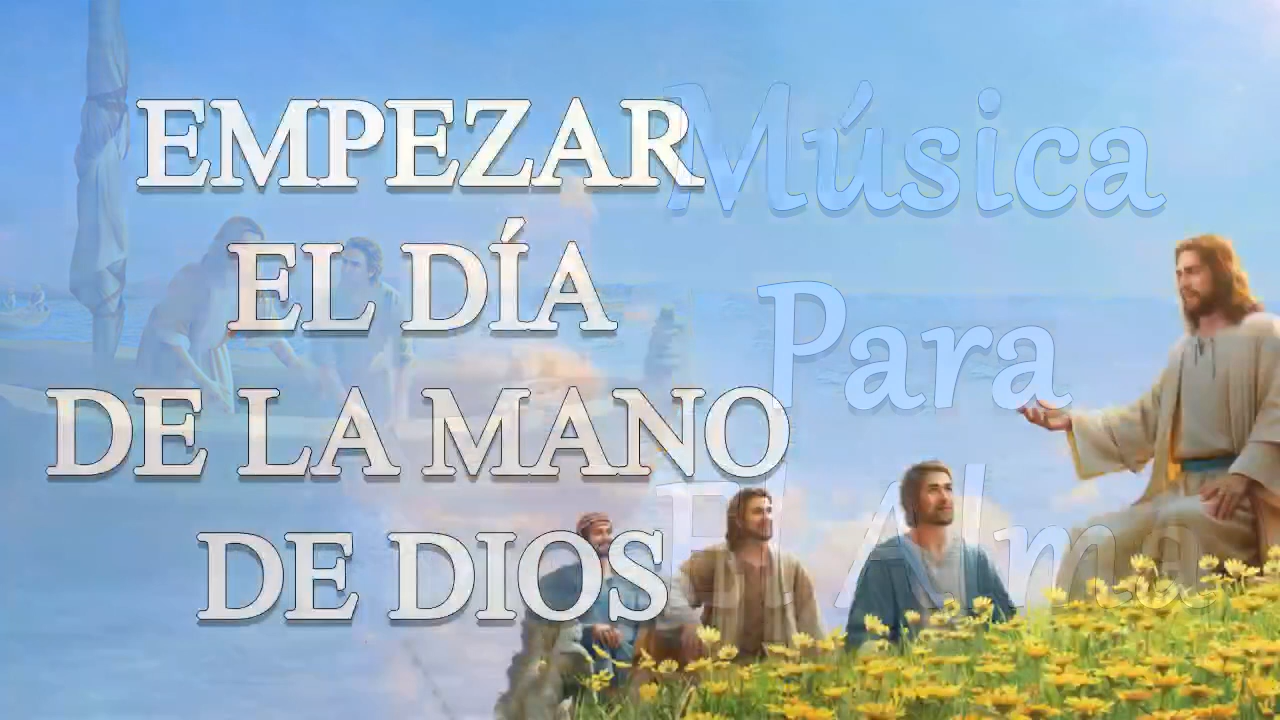 EMPEZAR
EL DÍA
DE LA MANO
DE DIOS
Música
Para
El Alma